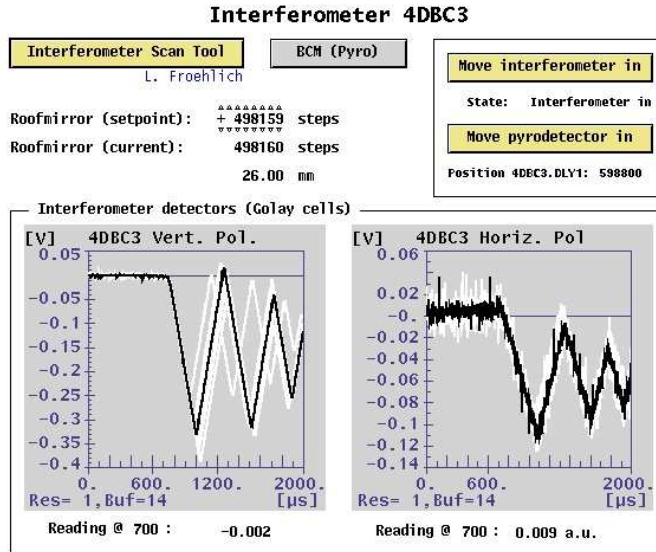 Interferometer 4DBC3
Interferometer Scan Tool
BCM (Pyro)
L. Froehlich
Move interferometer in
State: Interferometer in
Move pyrodetector in
Position 4DBC3.DLY1: 598800
Roofmirror (setpoint): + 498159 steps
Roofmirror (current): 498160 steps
26.00 mm
Interferometer detectors (Golay cells)
[V] 4DBC3 Vert. Pol.
0.05
-0.05
-0.1
-0.15
-0.2
-0.25
-0.3
-0.35
-0.4
0. 600. 1200. 2000.
Res= 1,Buf=14 [µs]
Reading @ 700 : -0.002
[V] 4DBC3 Horiz. Pol
0.06
0.02
-0.
-0.02
-0.04
-0.06
-0.08
-0.1
-0.12
-0.14
0. 600. 2000.
Res= 1,Buf=14 [µs]
Reading @ 700 : 0.009 a.u.